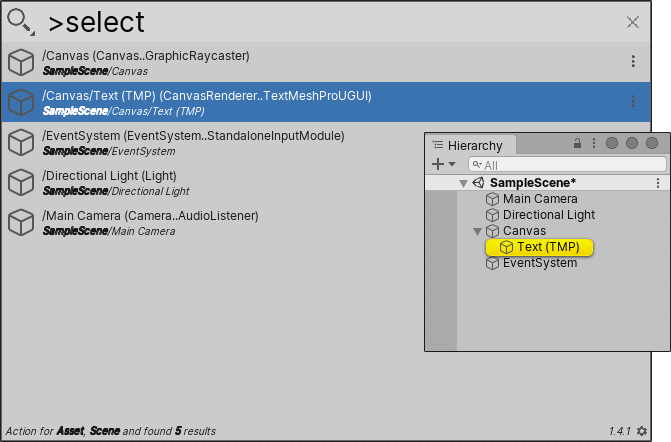 >select
/Canvas (Canvas..GraphicRaycaster)
SampleScene/Canvas
/Canvas/Text (TMP) (CanvasRenderer..TextMeshProUGUI)
SampleScene/Canvas/Text (TMP)
/EventSystem (EventSystem..StandaloneInputModule)
SampleScene/EventSystem
/Directional Light (Light)
SampleScene/Directional Light
/Main Camera (Camera..AudioListener)
SampleScene/Main Camera
Hierarchy
All
SampleScene*
Main Camera
Directional Light
Canvas
Text (TMP)
EventSystem
Action for Asset, Scene and found 5 results
1.4.1